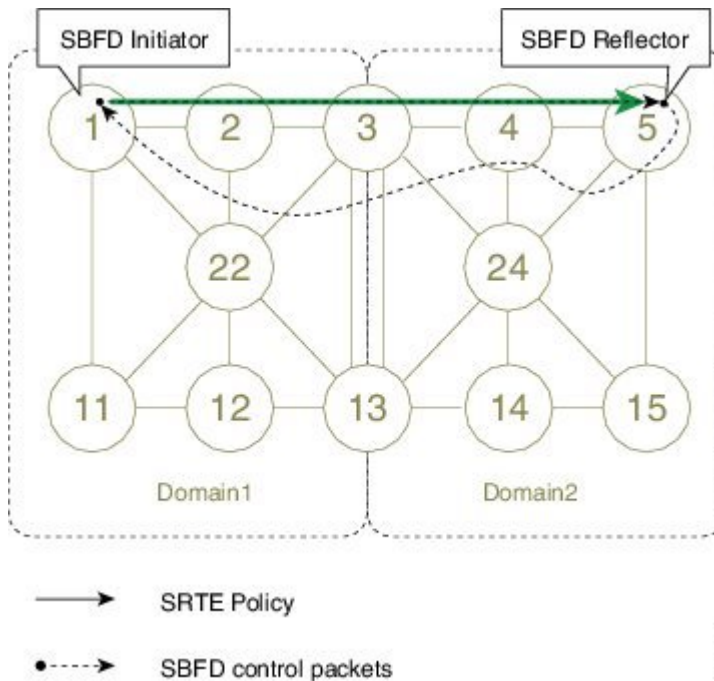 SBFD Initiator
SBFD Reflector
1
2
3
4
5
22
24
11
12
13
14
15
Domain1
Domain2
SRTE Policy
SBFD control packets